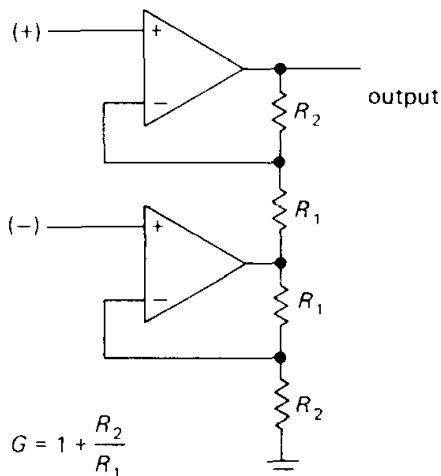 (+)
+
output
−
R₂
R₁
(−)
+
−
R₁
R₂
G = 1 + R₂/R₁